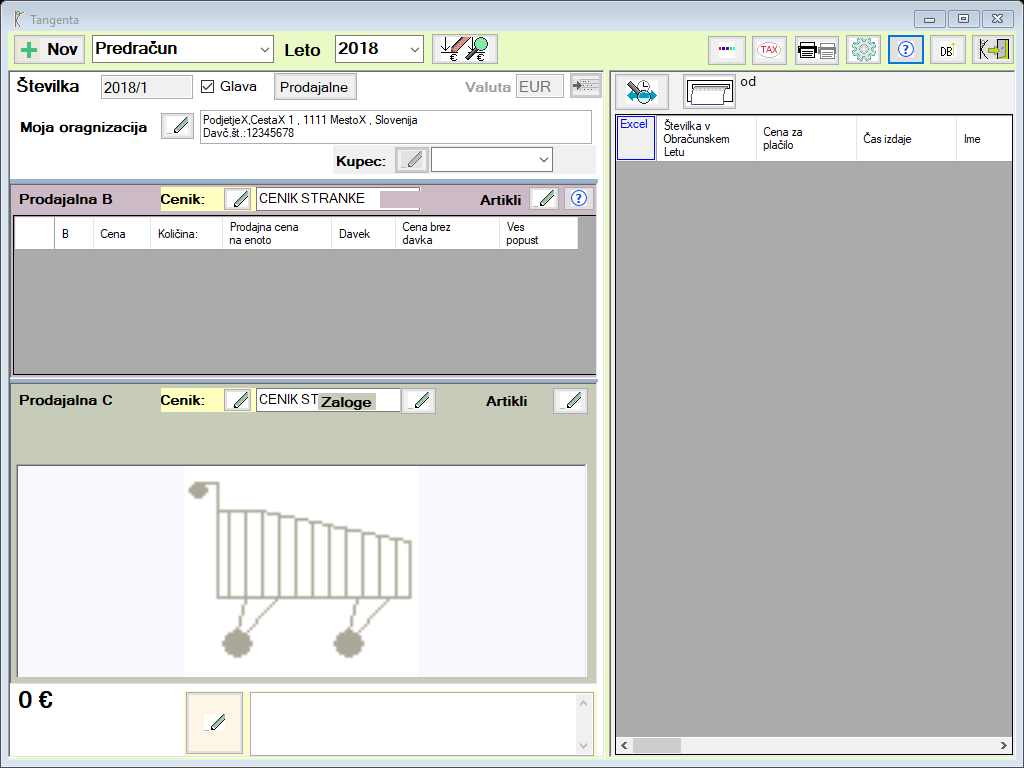 Tangenta
Nov
Predračun
Leto
2018
TAX
?
DB
Številka
2018/1
Glava
Prodajalne
Valuta
EUR
Moja oragnizacija
PodjetjeX,CestaX 1 , 1111 MestoX , Slovenija
Davč.št.:12345678
Kupec:
Prodajalna B
Cenik:
CENIK STRANKE
Artikli
?
B
Cena
Količina:
Prodajna cena
na enoto
Davek
Cena brez
davka
Ves
popust
Prodajalna C
Cenik:
CENIK ST
Zaloge
Artikli
0 €
od
Excel
Številka v
Obračunskem
Letu
Cena za
plačilo
Čas izdaje
Ime